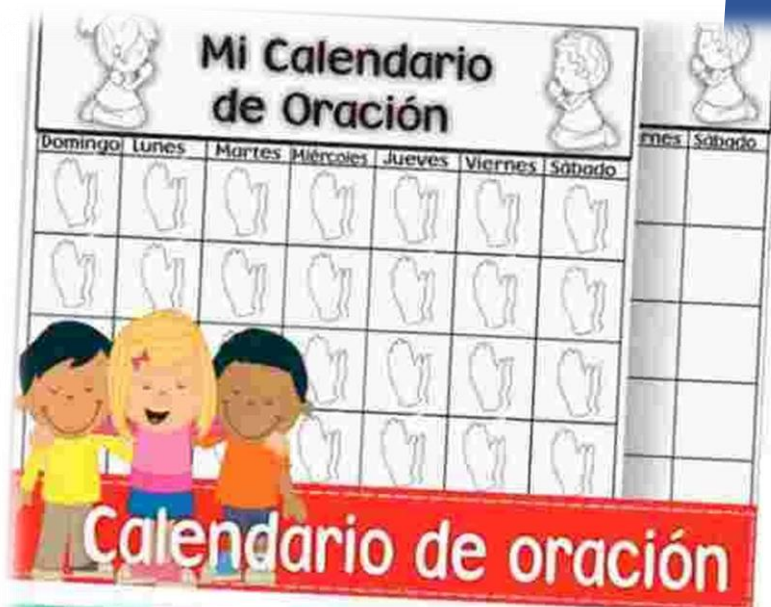 Mi Calendario
de Oración
Domingo Lunes Martes Miércoles Jueves Viernes Sábado
rnes Sábado
Calendario de oración